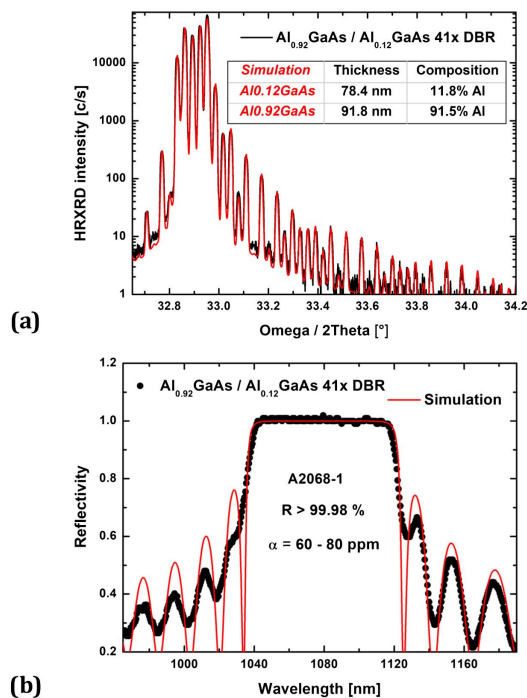 Al0.92GaAs / Al0.12GaAs 41x DBR
Simulation Thickness Composition
Al0.12GaAs 78.4 nm 11.8% Al
Al0.92GaAs 91.8 nm 91.5% Al
HRXRD intensity [c/s]
10000
1000
100
10
1
32.8 33.0 33.2 33.4 33.6 33.8 34.0 34.2
Omega / 2Theta [°]
(a)
Al0.92GaAs / Al0.12GaAs 41x DBR
Simulation
A2068-1
R > 99.98 %
α = 60 - 80 ppm
Reflectivity
1.2
1.0
0.8
0.6
0.4
0.2
1000 1040 1080 1120 1160
Wavelength [nm]
(b)